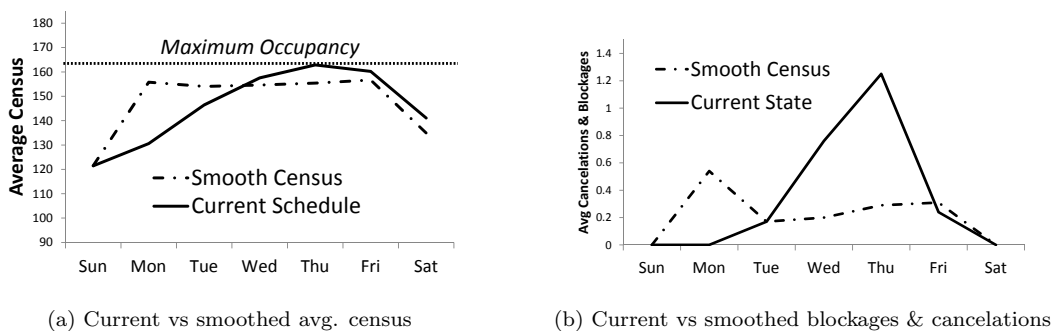 180
170
160
150
140
130
120
110
100
90
Average Census
Maximum Occupancy
Smooth Census
Current Schedule
Sun Mon Tue Wed Thu Fri Sat
(a) Current vs smoothed avg. census
1.4
1.2
1
0.8
0.6
0.4
0.2
0
Avg Cancelations & Blockages
Smooth Census
Current State
Sun Mon Tue Wed Thu Fri Sat
(b) Current vs smoothed blockages & cancelations